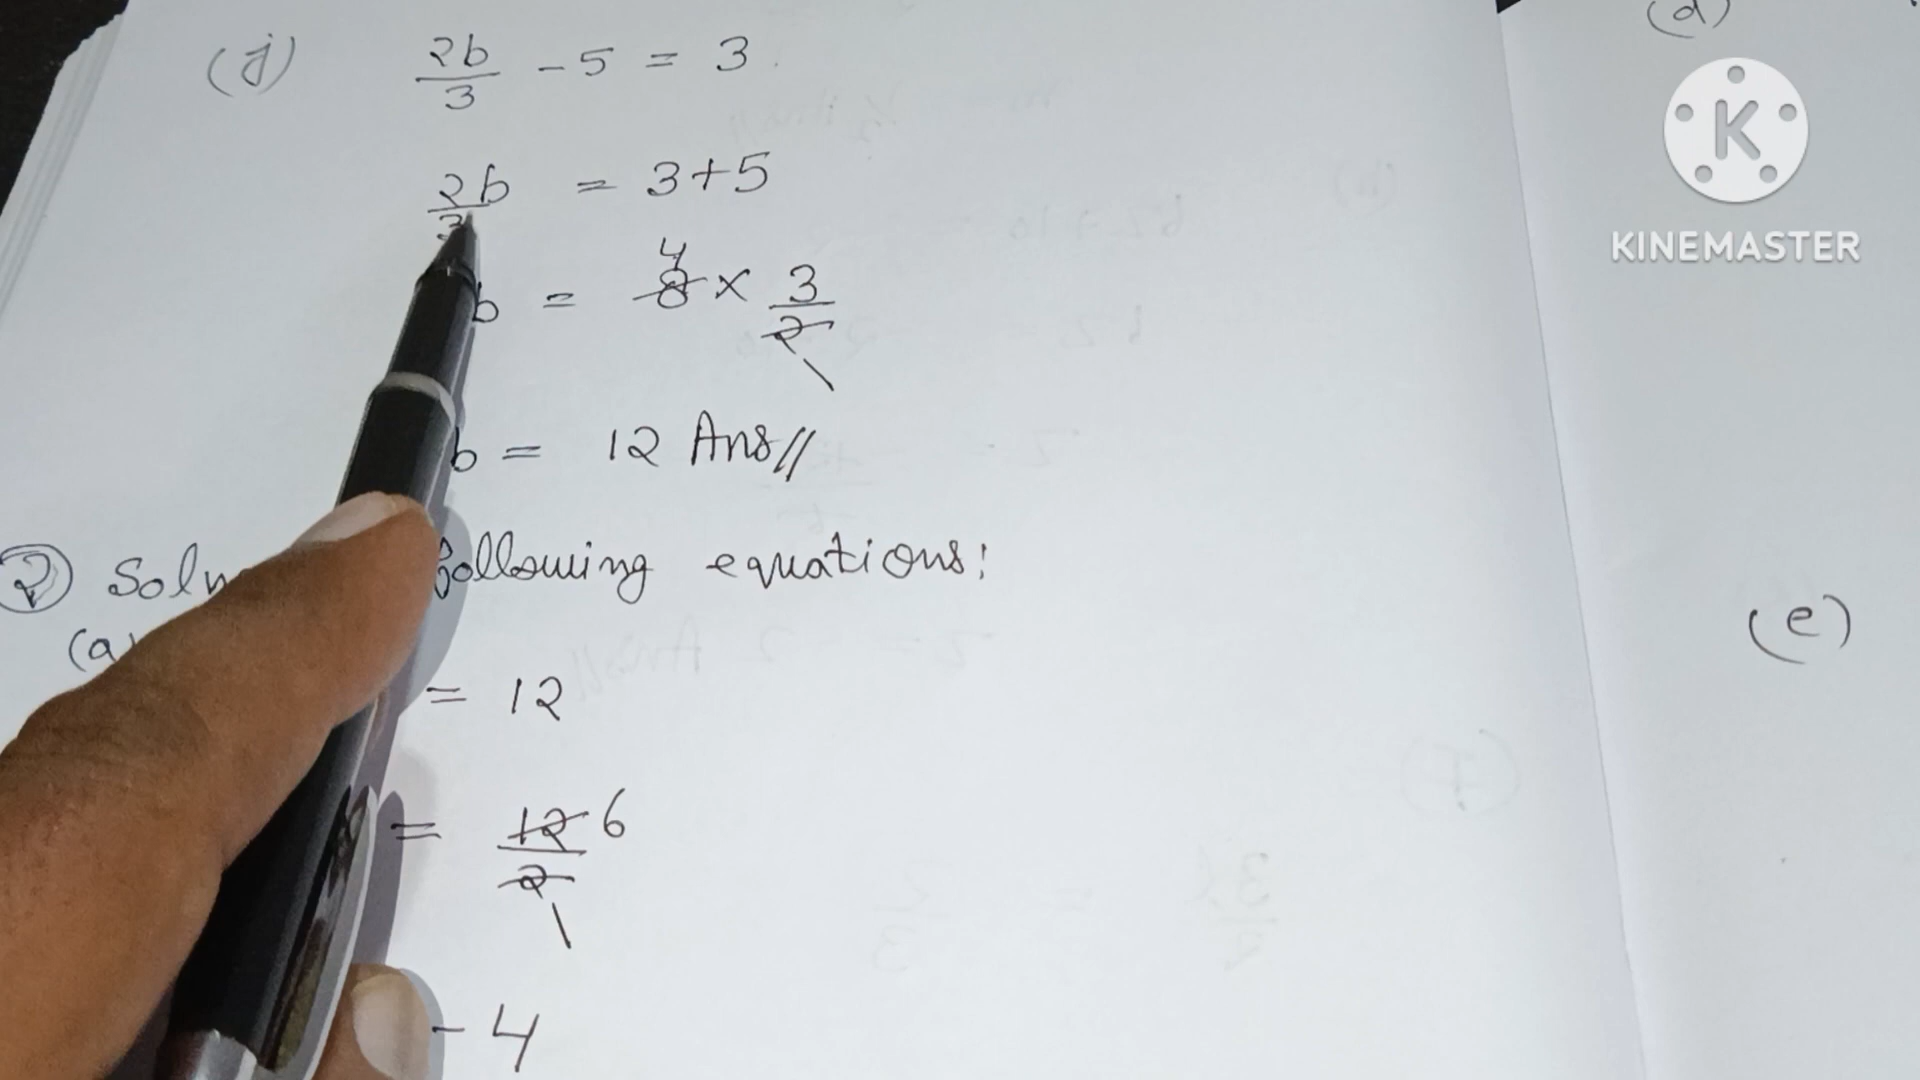 (j) 2b/3 - 5 = 3
2b/3 = 3+5
b = 8 4 × 3/2 1
b = 12 Ans//
② following equations:
(a)
= 12
= 12/2 6 1
- 4
(d)
K
KINEMASTER
(e)